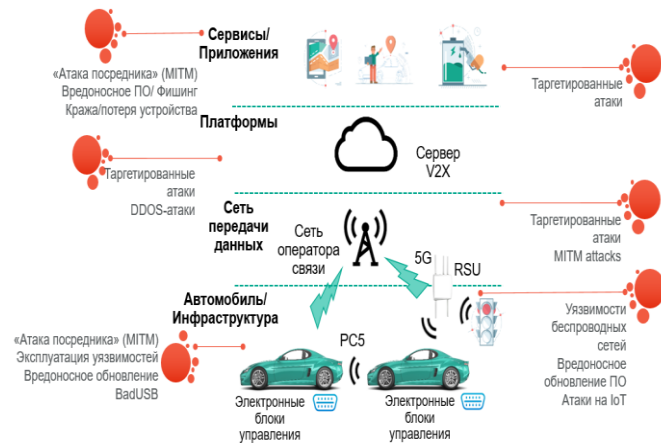 Сервисы/
Приложения
«Атака посредника» (MITM)
Вредоносное ПО/ Фишинг
Кража/потеря устройства
Таргетированные
атаки
Платформы
Сервер
V2X
Таргетированные
атаки
DDOS-атаки
Сеть
передачи
данных
Сеть
оператора
связи
5G
RSU
Таргетированные
атаки
MITM attacks
Автомобиль/
Инфраструктура
«Атака посредника» (MITM)
Эксплуатация уязвимостей
Вредоносное обновление
BadUSB
PC5
Уязвимости
беспроводных
сетей
Вредоносное
обновление ПО
Атаки на IoT
Электронные
блоки
управления
Электронные
блоки
управления